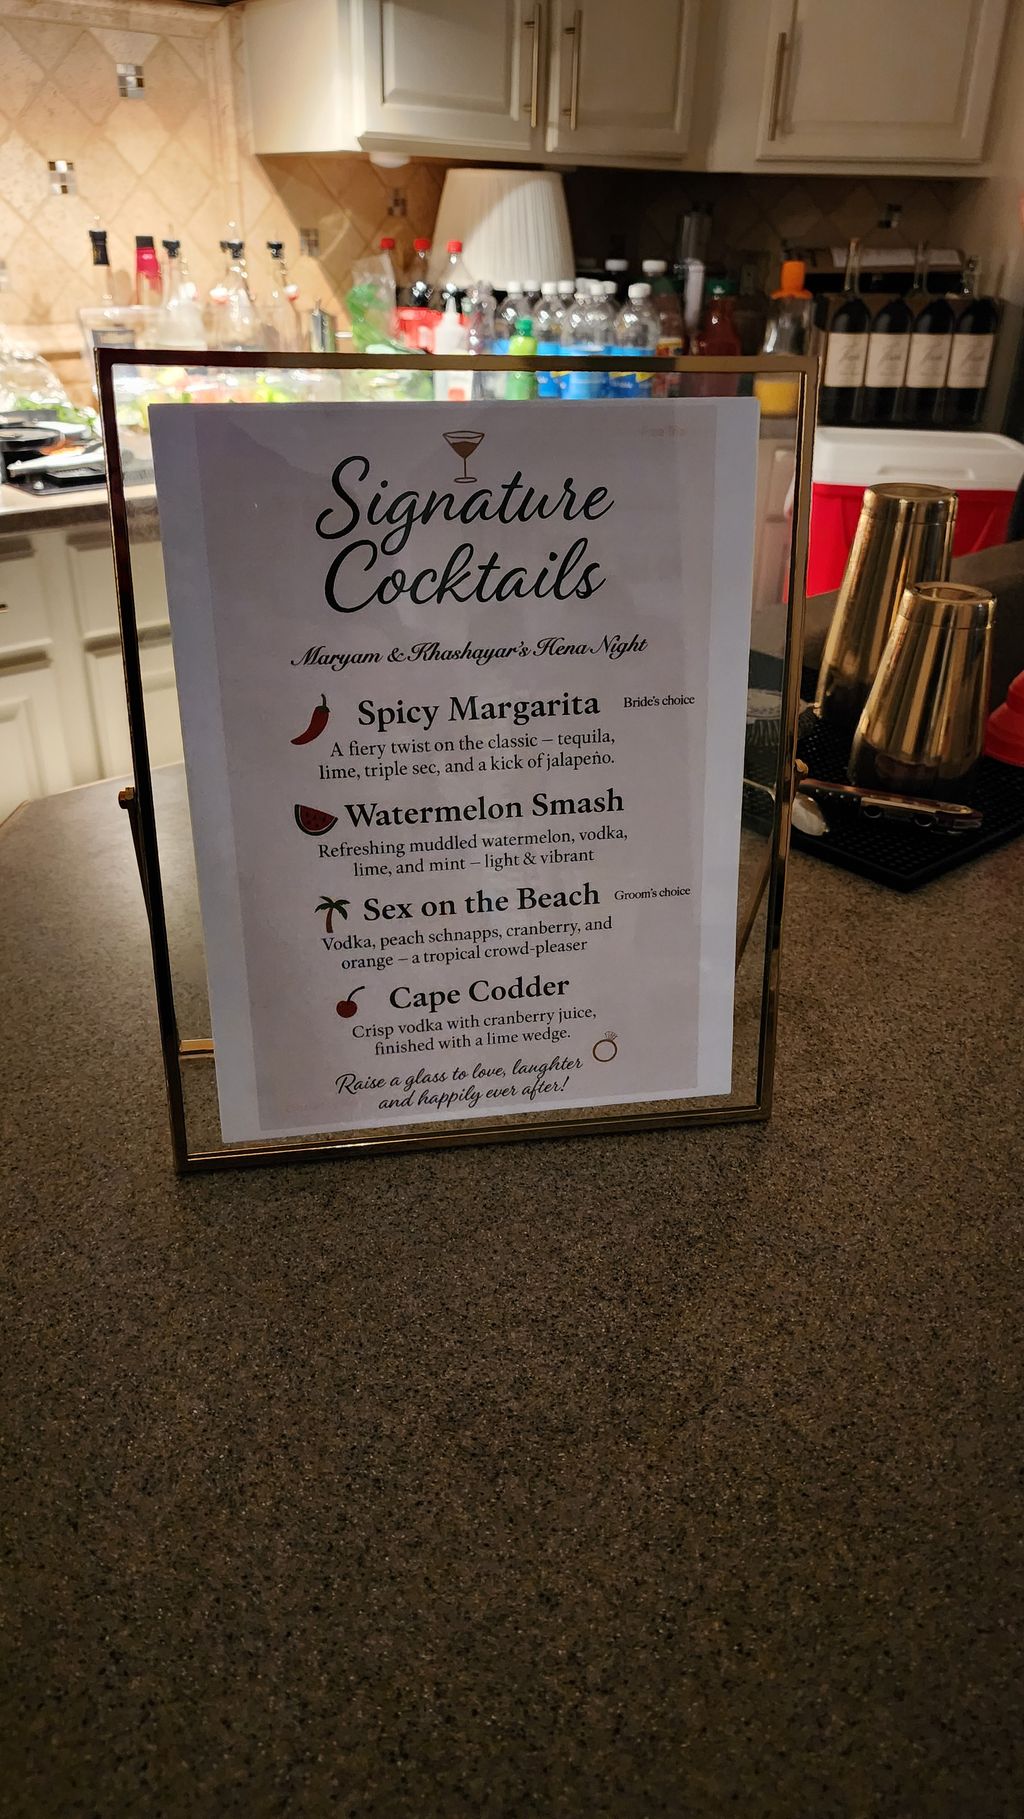 Signature
Cocktails
Maryam & Khashayar's Hena Night
Spicy Margarita Bride's choice
A fiery twist on the classic – tequila,
lime, triple sec, and a kick of jalapeño.
Watermelon Smash
Refreshing muddled watermelon, vodka,
lime, and mint – light & vibrant
Sex on the Beach Groom's choice
Vodka, peach schnapps, cranberry, and
orange – a tropical crowd-pleaser
Cape Codder
Crisp vodka with cranberry juice,
finished with a lime wedge.
Raise a glass to love, laughter
and happily ever after!